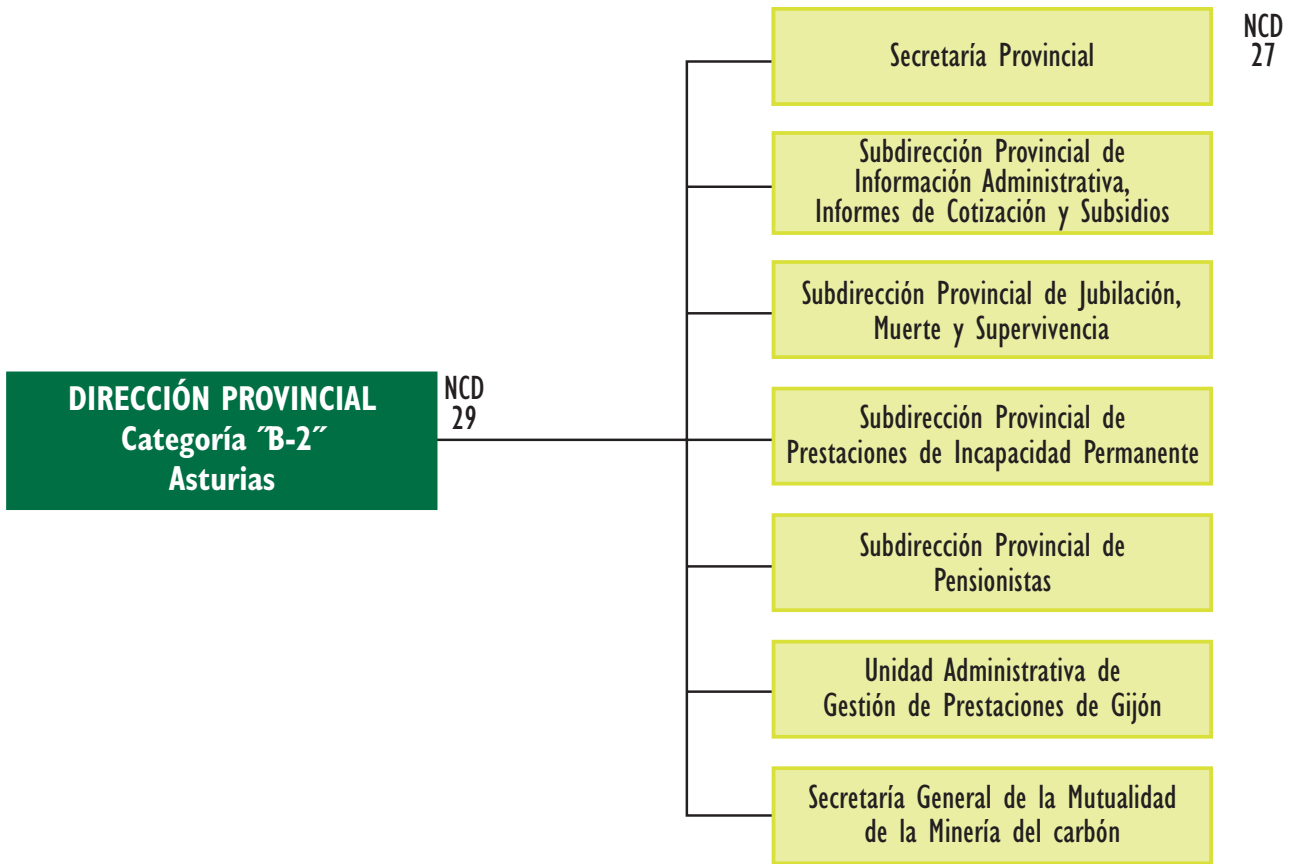 NCD
27
Secretaría Provincial
Subdirección Provincial de
Información Administrativa,
Informes de Cotización y Subsidios
Subdirección Provincial de Jubilación,
Muerte y Supervivencia
DIRECCIÓN PROVINCIAL
Categoría ˝B-2˝
Asturias
NCD
29
Subdirección Provincial de
Prestaciones de Incapacidad Permanente
Subdirección Provincial de
Pensionistas
Unidad Administrativa de
Gestión de Prestaciones de Gijón
Secretaría General de la Mutualidad
de la Minería del carbón